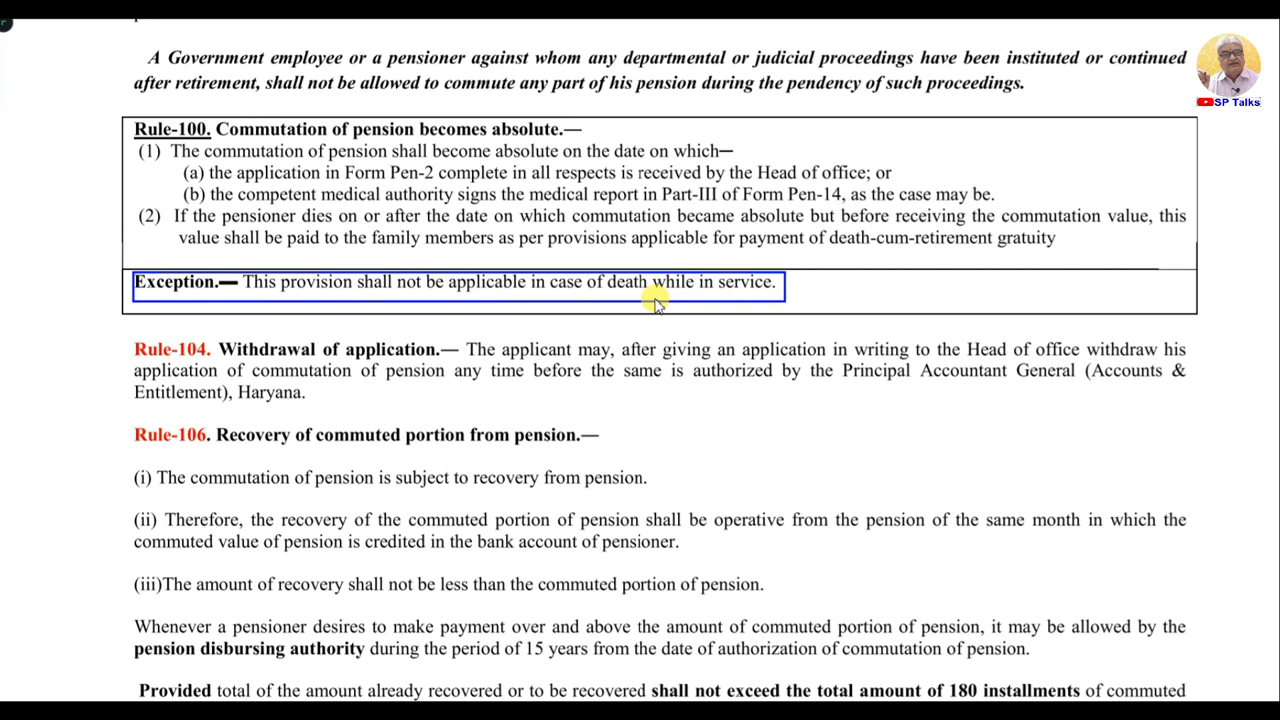 A Government employee or a pensioner against whom any departmental or judicial proceedings have been instituted or continued
after retirement, shall not be allowed to commute any part of his pension during the pendency of such proceedings.
SP Talks
Rule-100. Commutation of pension becomes absolute.—
(1) The commutation of pension shall become absolute on the date on which—
(a) the application in Form Pen-2 complete in all respects is received by the Head of office; or
(b) the competent medical authority signs the medical report in Part-III of Form Pen-14, as the case may be.
(2) If the pensioner dies on or after the date on which commutation became absolute but before receiving the commutation value, this
value shall be paid to the family members as per provisions applicable for payment of death-cum-retirement gratuity
Exception.— This provision shall not be applicable in case of death while in service.
Rule-104. Withdrawal of application.— The applicant may, after giving an application in writing to the Head of office withdraw his
application of commutation of pension any time before the same is authorized by the Principal Accountant General (Accounts &
Entitlement), Haryana.
Rule-106. Recovery of commuted portion from pension.—
(i) The commutation of pension is subject to recovery from pension.
(ii) Therefore, the recovery of the commuted portion of pension shall be operative from the pension of the same month in which the
commuted value of pension is credited in the bank account of pensioner.
(iii)The amount of recovery shall not be less than the commuted portion of pension.
Whenever a pensioner desires to make payment over and above the amount of commuted portion of pension, it may be allowed by the
pension disbursing authority during the period of 15 years from the date of authorization of commutation of pension.
Provided total of the amount already recovered or to be recovered shall not exceed the total amount of 180 installments of commuted